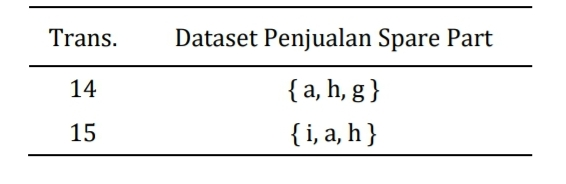 Trans. Dataset Penjualan Spare Part
14 { a, h, g }
15 { i, a, h }